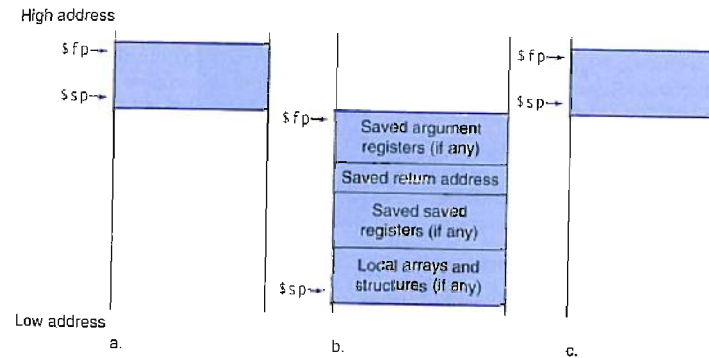 High address
$fp
$sp
$fp
Saved argument
registers (if any)
Saved return address
Saved saved
registers (if any)
$sp
Local arrays and
structures (if any)
$fp
$sp
Low address
a.
b.
c.